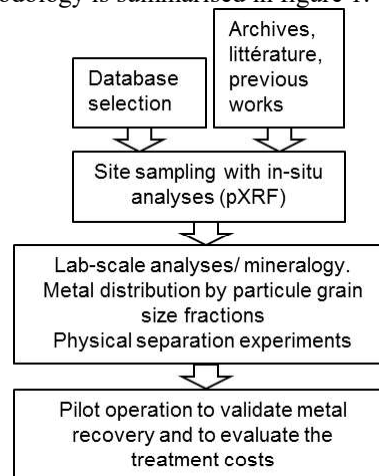 odology is summarised in figure 1.
Archives,
littérature,
previous
works
Database
selection
Site sampling with in-situ
analyses (pXRF)
Lab-scale analyses/ mineralogy.
Metal distribution by particule grain
size fractions
Physical separation experiments
Pilot operation to validate metal
recovery and to evaluate the
treatment costs